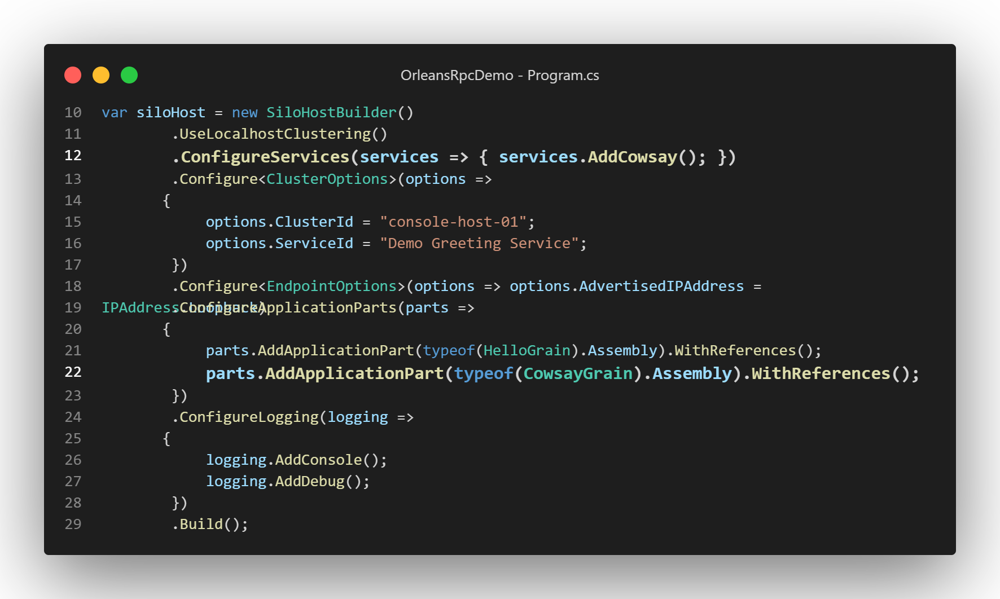 OrleansRpcDemo - Program.cs
10 var siloHost = new SiloHostBuilder()
11 .UseLocalhostClustering()
12 .ConfigureServices(services => { services.AddCowsay(); })
13 .Configure<ClusterOptions>(options =>
14 {
15 options.ClusterId = "console-host-01";
16 options.ServiceId = "Demo Greeting Service";
17 })
18 .Configure<EndpointOptions>(options => options.AdvertisedIPAddress =
IPAddress.Loopback)
19 .ConfigureApplicationParts(parts =>
20 {
21 parts.AddApplicationPart(typeof(HelloGrain).Assembly).WithReferences();
22 parts.AddApplicationPart(typeof(CowsayGrain).Assembly).WithReferences();
23 })
24 .ConfigureLogging(logging =>
25 {
26 logging.AddConsole();
27 logging.AddDebug();
28 })
29 .Build();